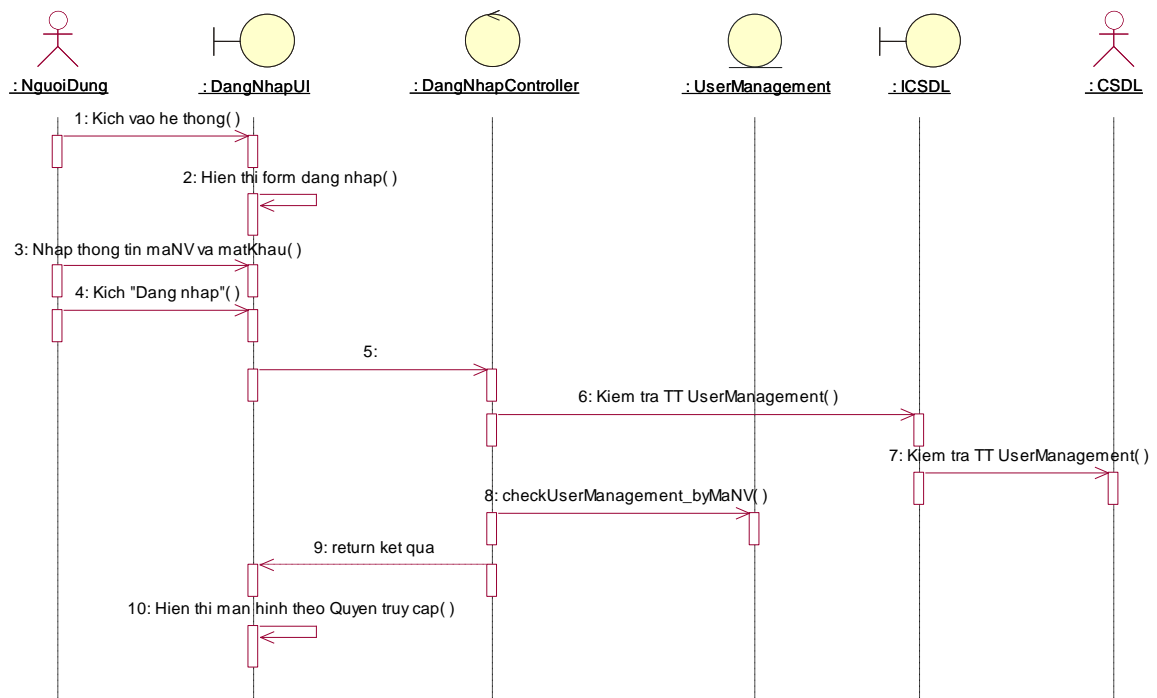 : NguoiDung
: DangNhapUI
: DangNhapController
: UserManagement
: ICSDL
: CSDL
1: Kich vao he thong( )
2: Hien thi form dang nhap( )
3: Nhap thong tin maNV va matKhau( )
4: Kich "Dang nhap"( )
5:
6: Kiem tra TT UserManagement( )
7: Kiem tra TT UserManagement( )
8: checkUserManagement_byMaNV( )
9: return ket qua
10: Hien thi man hinh theo Quyen truy cap( )